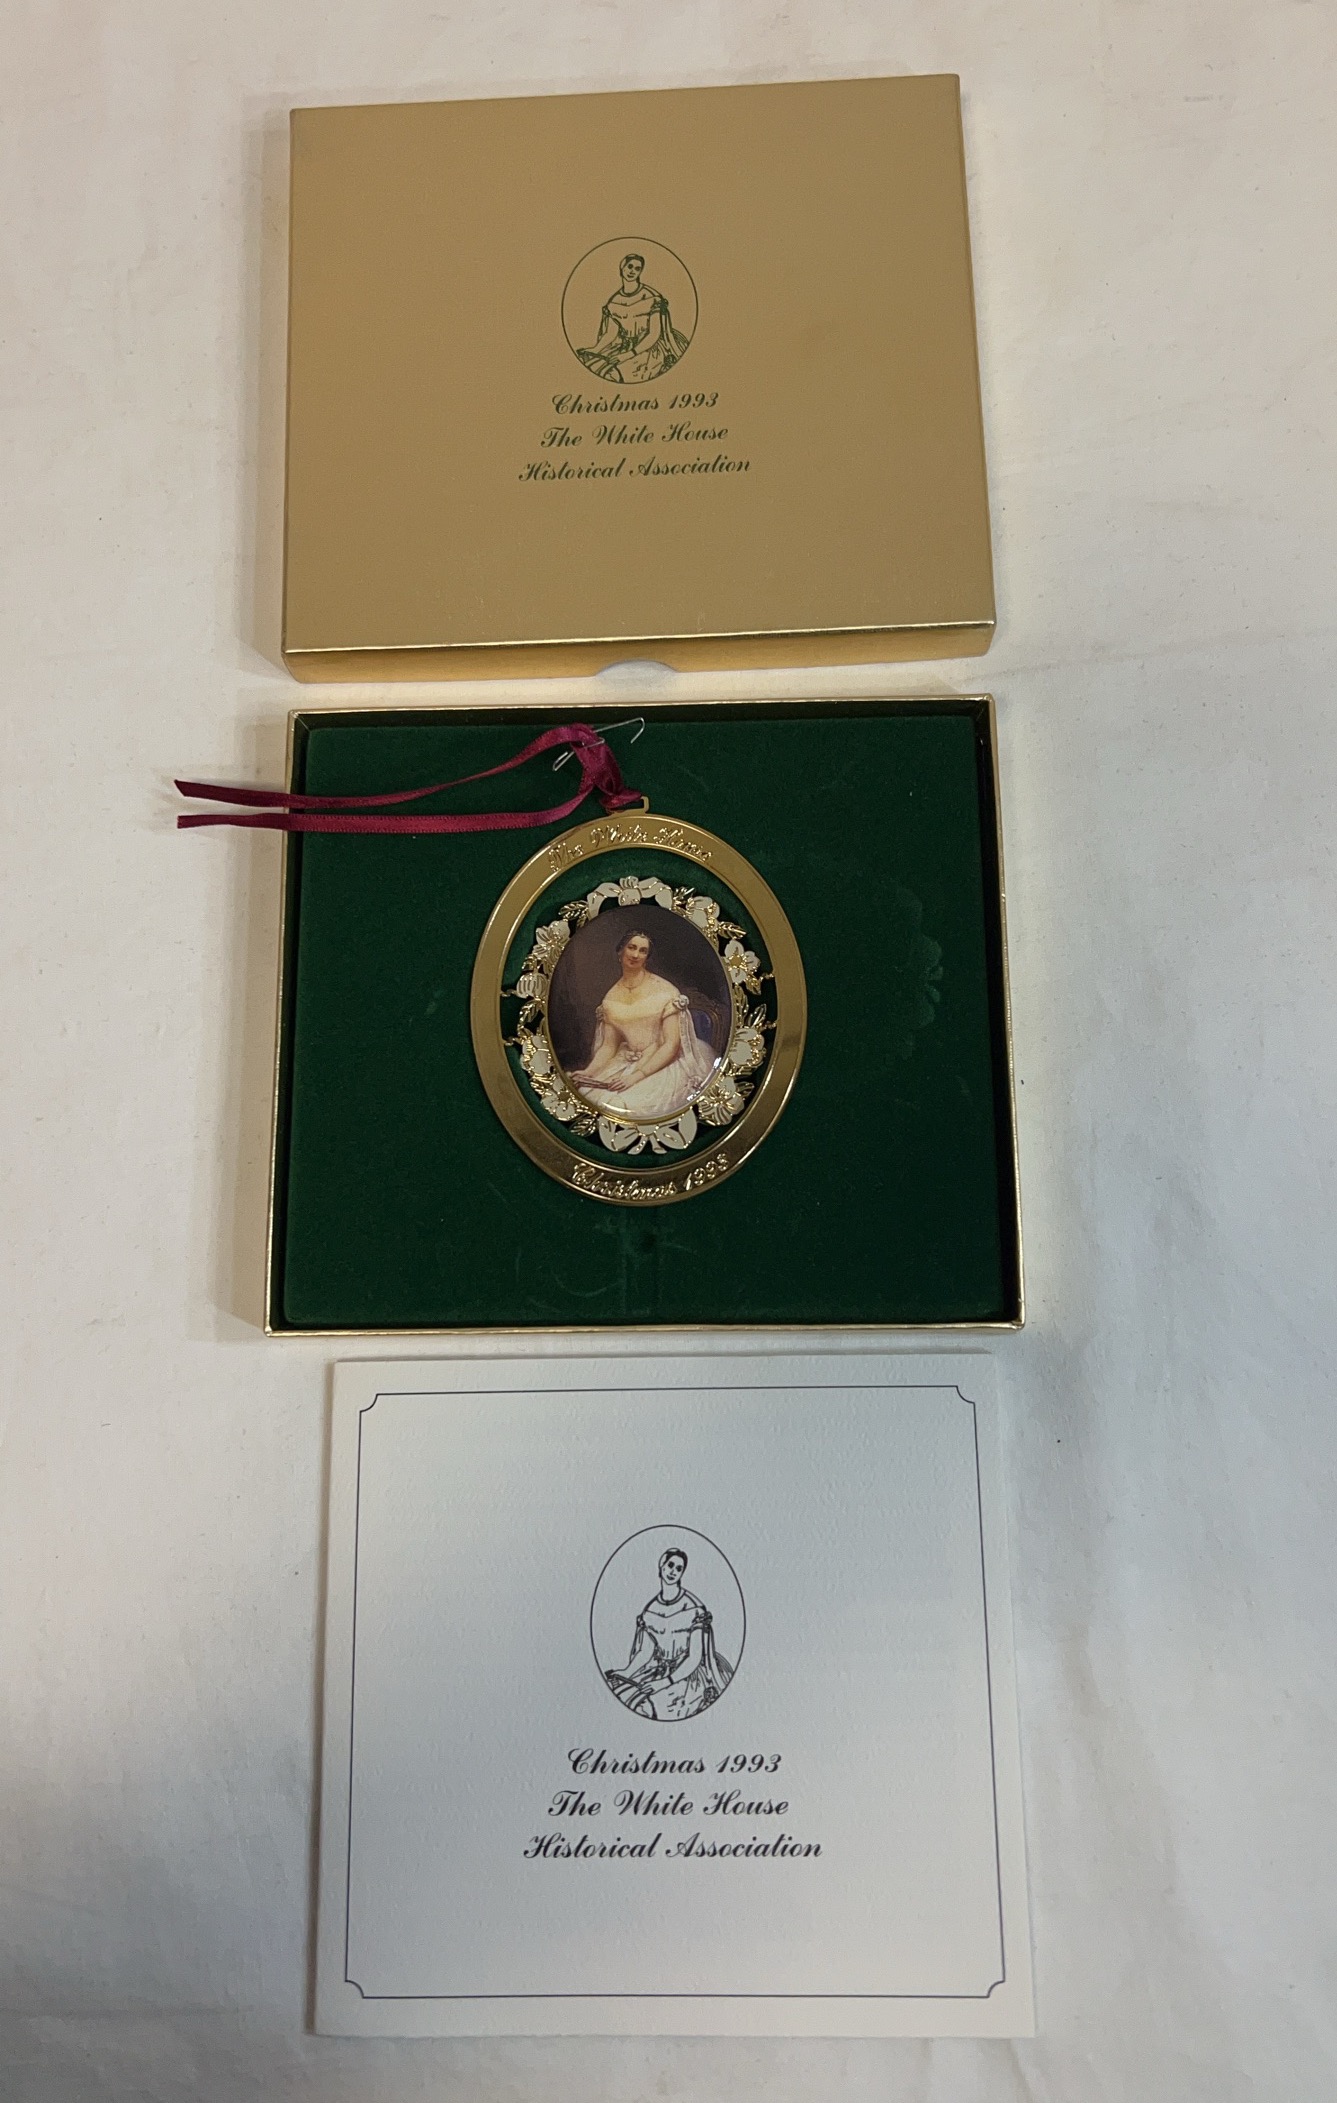 Christmas 1993
The White House
Historical Association
The White House
Christmas 1993
Christmas 1993
The White House
Historical Association